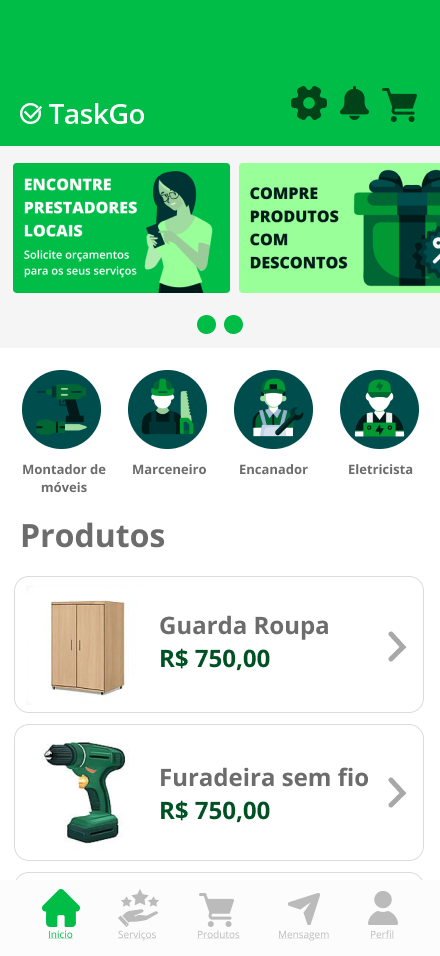 TaskGo
ENCONTRE
PRESTADORES
LOCAIS
Solicite orçamentos
para os seus serviços
COMPRE
PRODUTOS
COM
DESCONTOS
%
Montador de
móveis
Marceneiro
Encanador
Eletricista
Produtos
Guarda Roupa
R$ 750,00
Furadeira sem fio
R$ 750,00
Início
Serviços
Produtos
Mensagem
Perfil